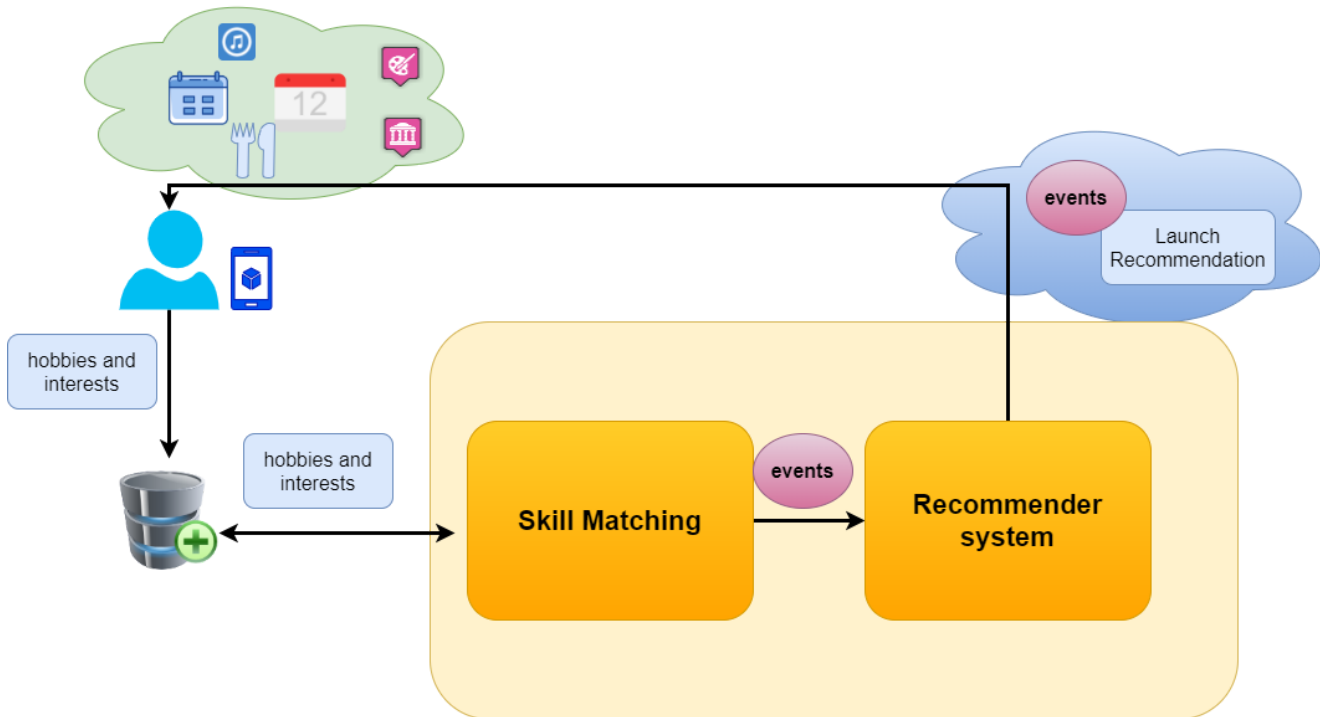 12
events
Launch
Recommendation
hobbies and
interests
hobbies and
interests
Skill Matching
events
Recommender
system